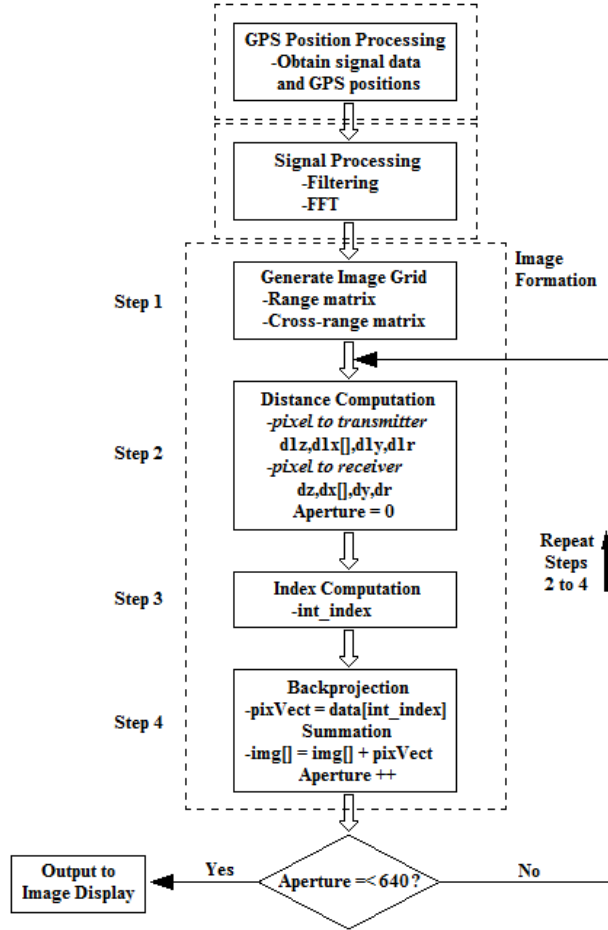 GPS Position Processing
-Obtain signal data
and GPS positions
Signal Processing
-Filtering
-FFT
Image
Formation
Step 1
Generate Image Grid
-Range matrix
-Cross-range matrix
Step 2
Distance Computation
-pixel to transmitter
d1z,d1x[],d1y,d1r
-pixel to receiver
dz,dx[],dy,dr
Aperture = 0
Repeat
Steps
2 to 4
Step 3
Index Computation
-int_index
Step 4
Backprojection
-pixVect = data[int_index]
Summation
-img[] = img[] + pixVect
Aperture ++
Output to
Image Display
Yes
Aperture =< 640?
No